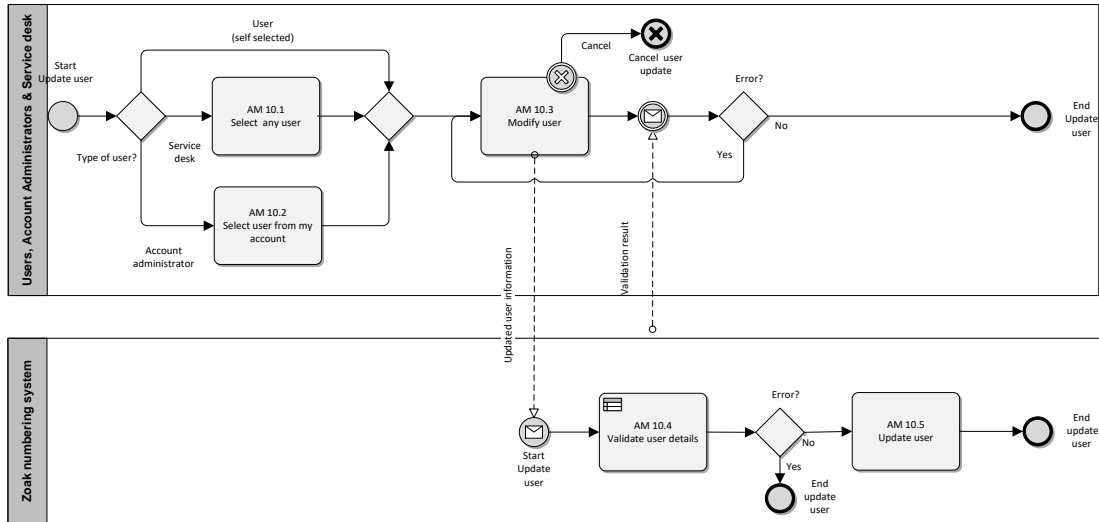 Users, Account Administrators & Service desk
Start
Update user
Type of user?
User
(self selected)
AM 10.1
Select  any user
Service
desk
AM 10.2
Select user from my
account
Account
administrator
AM 10.3
Modify user
Cancel
Cancel  user
update
Error?
No
Yes
End
Update
user
Updated user information
Validation result
Zoak numbering system
Start
Update
user
AM 10.4
Validate user details
Error?
No
Yes
End
update
user
AM 10.5
Update user
End
update
user